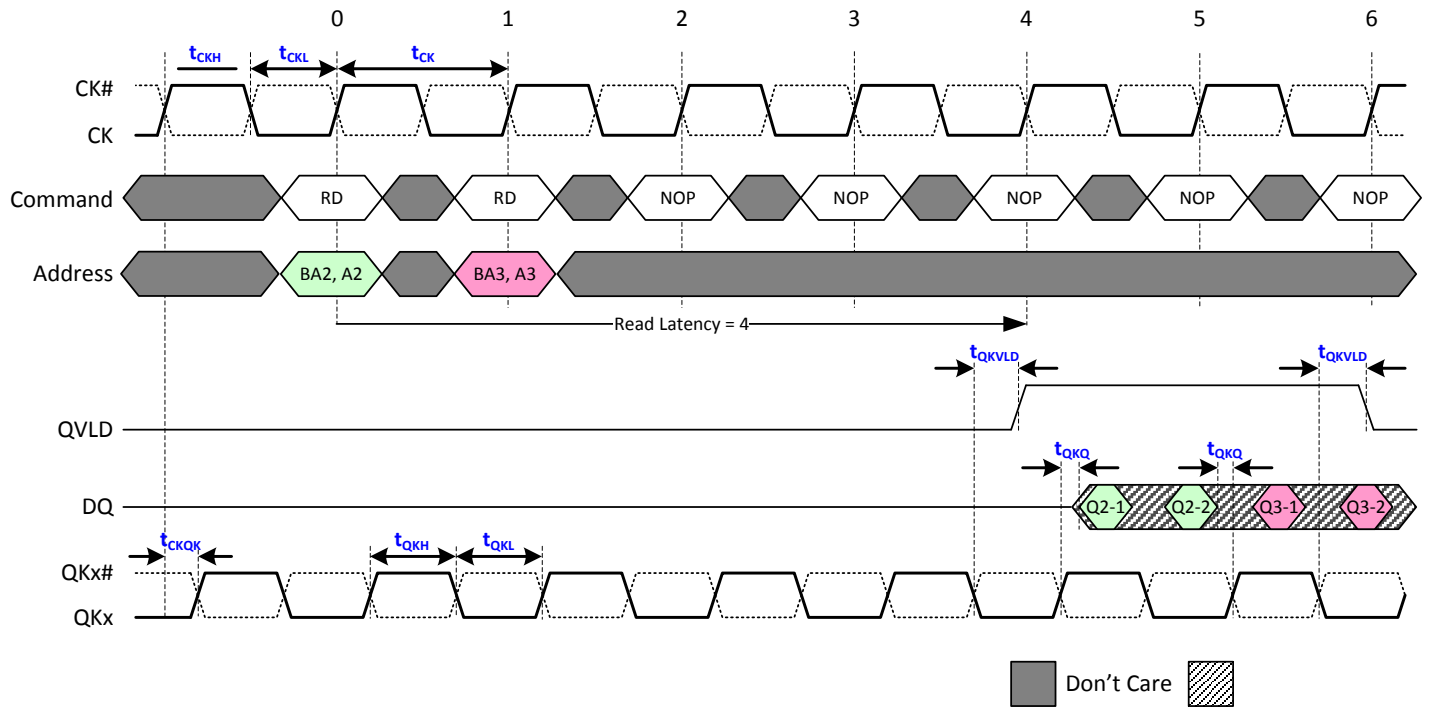 0 1 2 3 4 5 6
tCKH tCKL tCK
CK#
CK
Command RD RD NOP NOP NOP NOP NOP
Address BA2, A2 BA3, A3
Read Latency = 4
tQKVLD tQKVLD
QVLD
tQKQ tQKQ
DQ Q2-1 Q2-2 Q3-1 Q3-2
tCKQK tQKH tQKL
QKx#
QKx
Don't Care